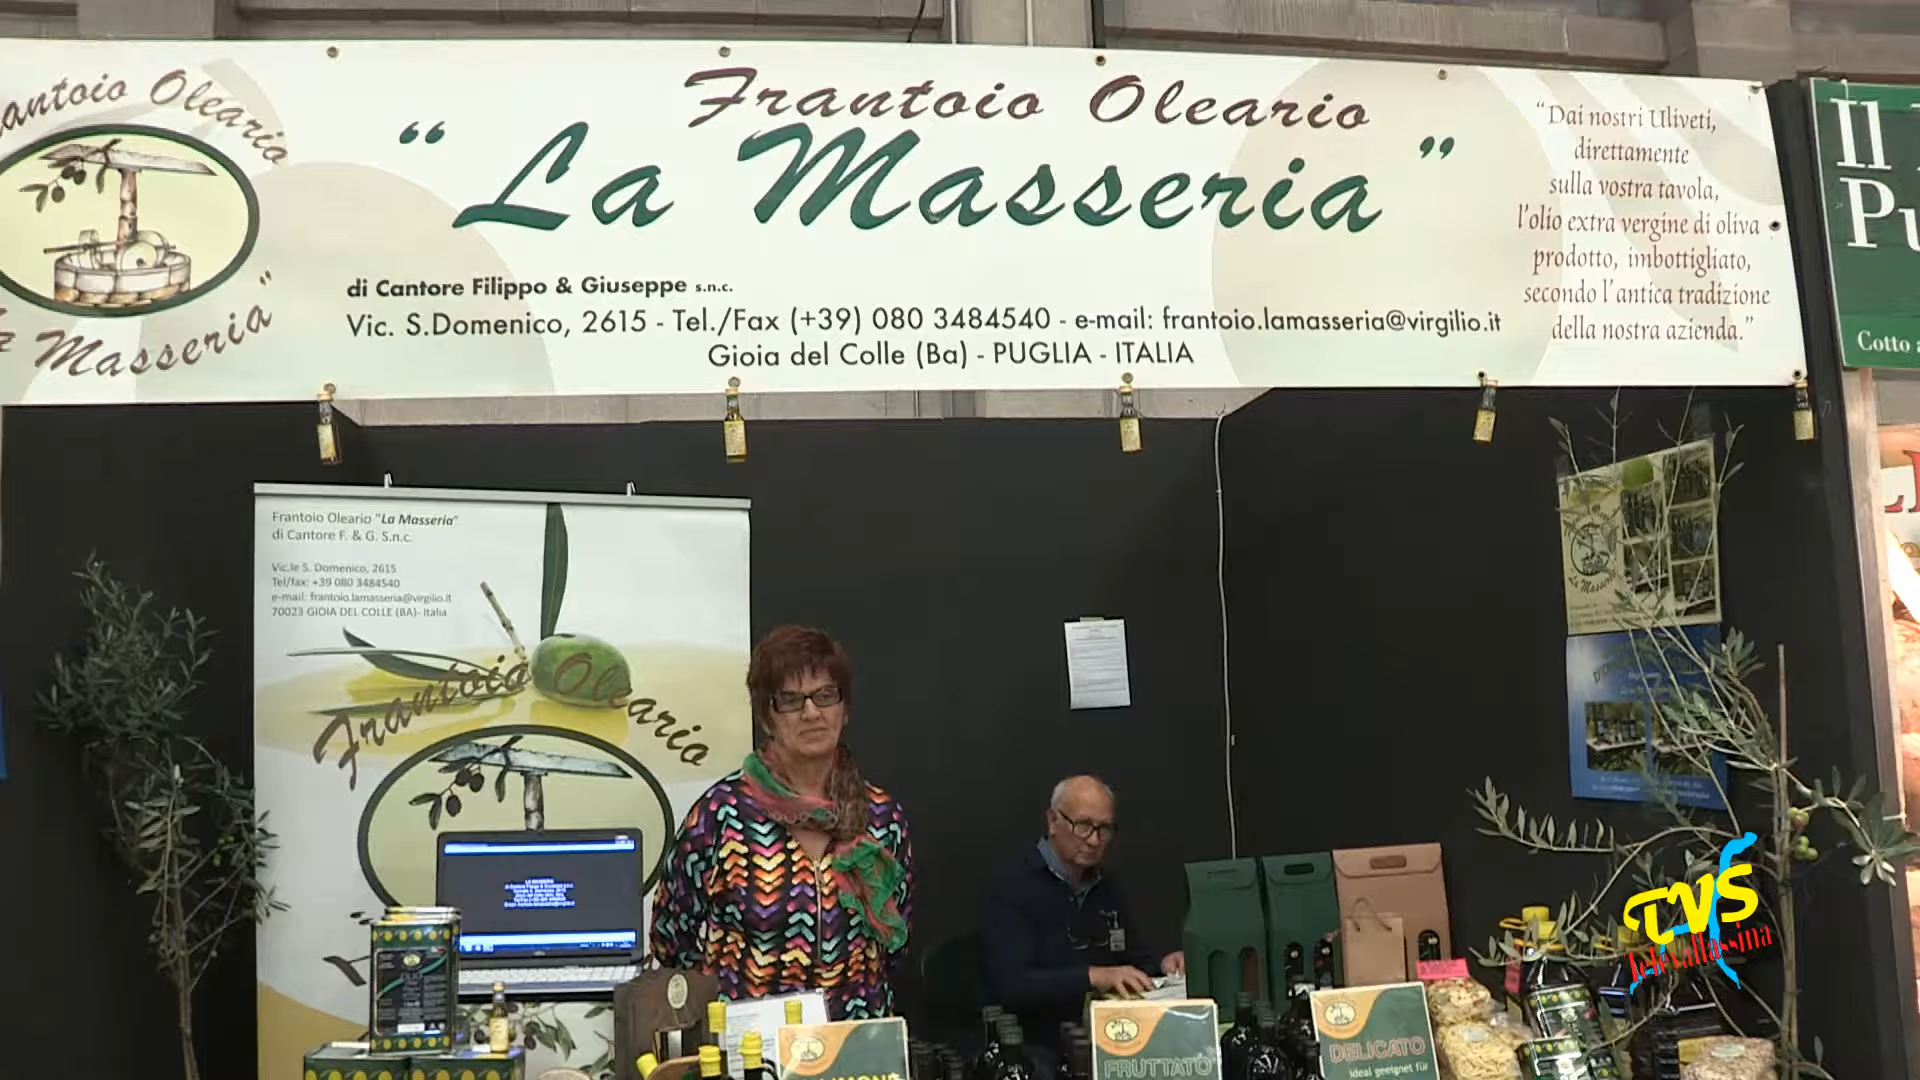 Frantoio Oleario
“La Masseria”
di Cantore Filippo & Giuseppe s.n.c.
Vic. S.Domenico, 2615 - Tel./Fax (+39) 080 3484540 - e-mail: frantoio.lamasseria@virgilio.it
Gioia del Colle (Ba) - PUGLIA - ITALIA
“Dai nostri Uliveti,
direttamente
sulla vostra tavola,
l'olio extra vergine di oliva
prodotto, imbottigliato,
secondo l'antica tradizione
della nostra azienda.”
Oleario
Masseria”
Il
Cotto
Frantoio Oleario "La Masseria"
di Cantore F. & G. S.n.c.
Vic.le S. Domenico, 2615
Tel/fax: +39 080 3484540
e-mail: frantoio.lamasseria@virgilio.it
70023 GIOIA DEL COLLE (BA)- Italia
Frantoio Oleario
La Masseria
FRUTTATO
DELICATO
ideal geeignet für
TVS
Televallassina